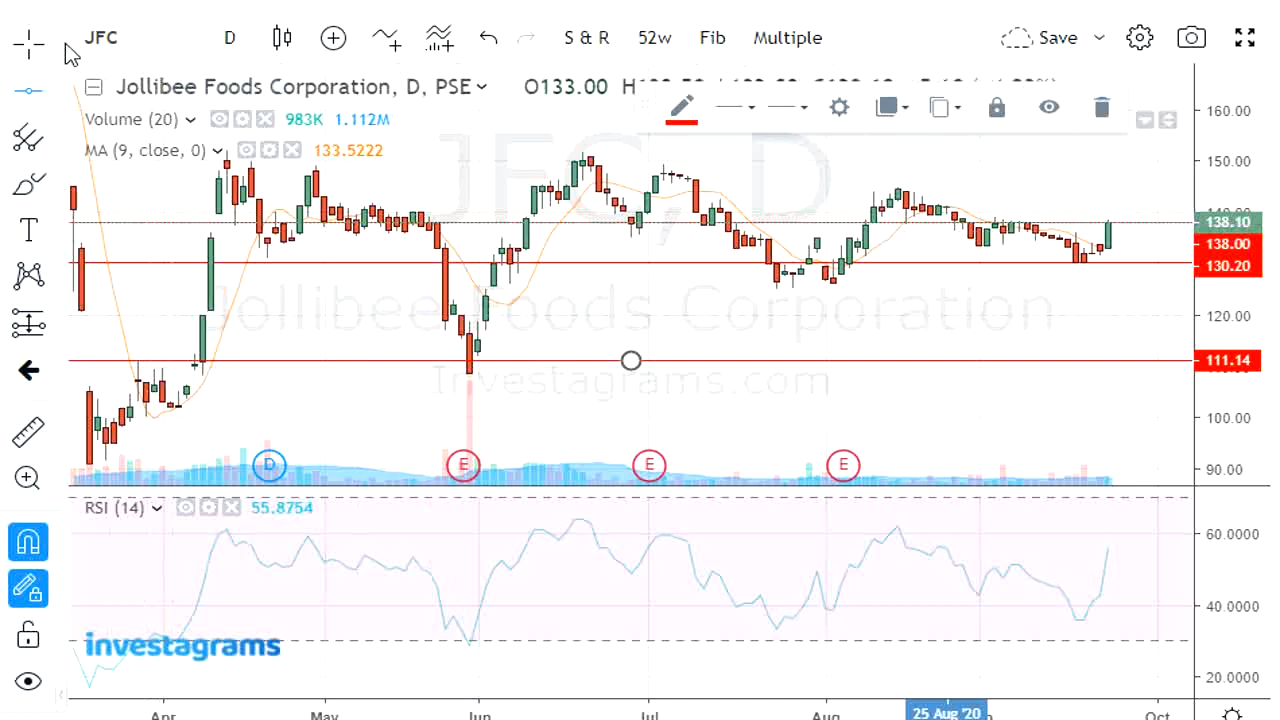 JFC D S & R 52w Fib Multiple Save
Jollibee Foods Corporation, D, PSE O133.00
Volume (20) 983K 1.112M
MA (9, close, 0) 133.5222
JFC, D
Jollibee Foods Corporation
Investagrams.com
160.00
150.00
138.10
138.00
130.20
120.00
111.14
100.00
90.00
D E E E
RSI (14) 55.8754
60.0000
40.0000
20.0000
investagrams
Apr May Jun Jul Aug 25 Aug '20 Oct